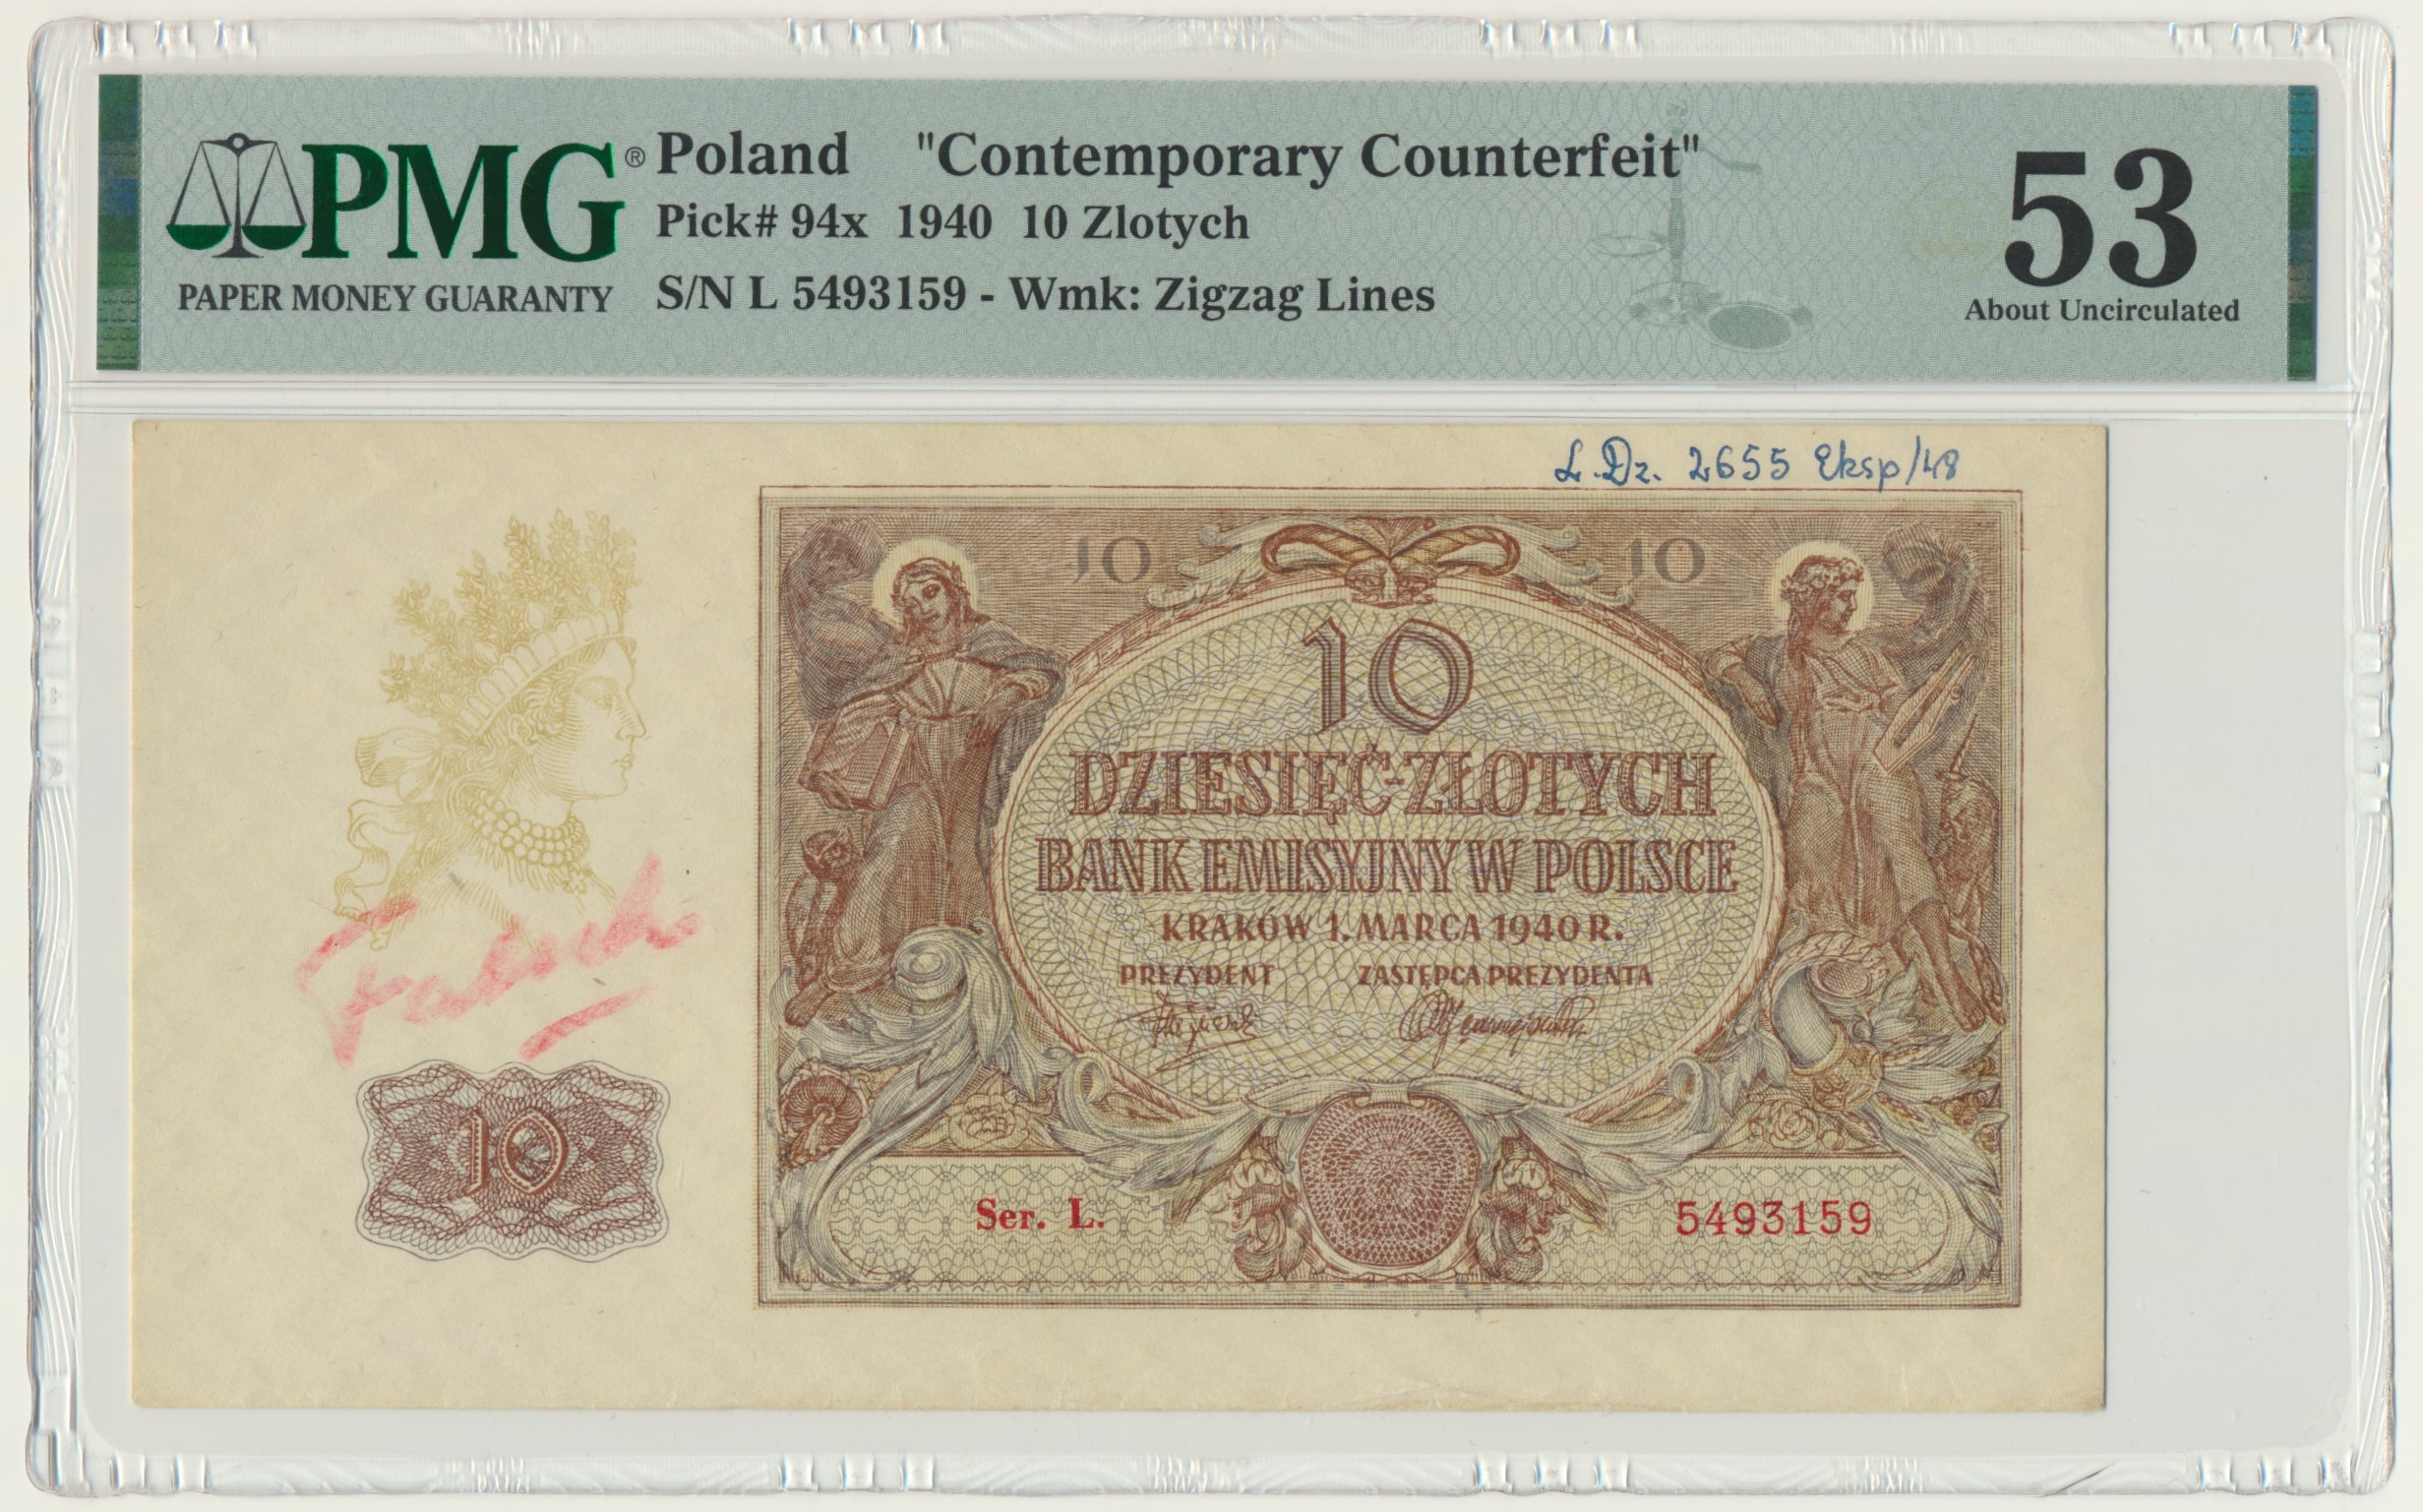 PMG® Poland "Contemporary Counterfeit"
Pick# 94x 1940 10 Zlotych
PAPER MONEY GUARANTY
S/N L 5493159 - Wmk: Zigzag Lines
53
About Uncirculated
L.Dz. 2655 Eksp/48
10 10
10
DZIESIĘĆ-ZŁOTYCH
BANK EMISYJNY W POLSCE
KRAKÓW 1. MARCA 1940 R.
PREZYDENT ZASTĘPCA PREZYDENTA
10
Ser. L. 5493159